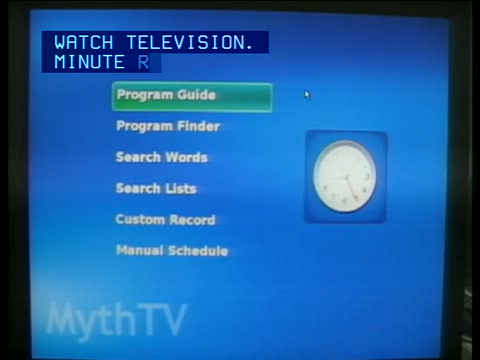 WATCH TELEVISION.
MINUTE R
Program Guide
Program Finder
Search Words
Search Lists
Custom Record
Manual Schedule
MythTV